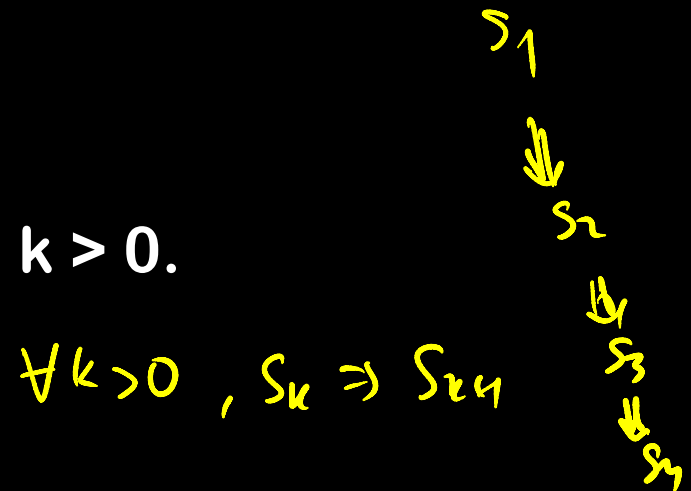 S1
⇓
S2
⇓
k > 0.
S3
∀k>0, Sk ⇒ Sk+1
⇓
S4